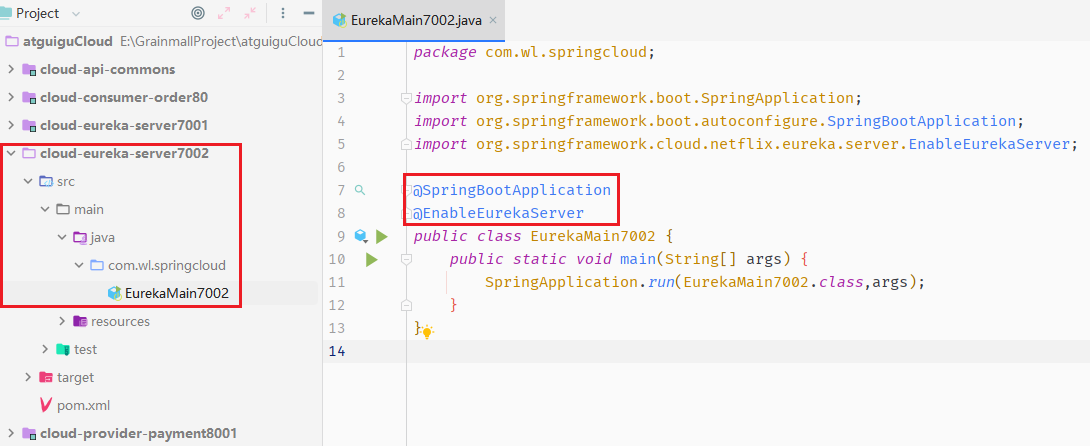 Project
atguiguCloud E:\GrainmallProject\atguiguCloud
cloud-api-commons
cloud-consumer-order80
cloud-eureka-server7001
cloud-eureka-server7002
src
main
java
com.wl.springcloud
EurekaMain7002
resources
test
target
pom.xml
cloud-provider-payment8001
EurekaMain7002.java
1 package com.wl.springcloud;
2
3 import org.springframework.boot.SpringApplication;
4 import org.springframework.boot.autoconfigure.SpringBootApplication;
5 import org.springframework.cloud.netflix.eureka.server.EnableEurekaServer;
6
7 @SpringBootApplication
8 @EnableEurekaServer
9 public class EurekaMain7002 {
10 public static void main(String[] args) {
11 SpringApplication.run(EurekaMain7002.class,args);
12 }
13 }
14